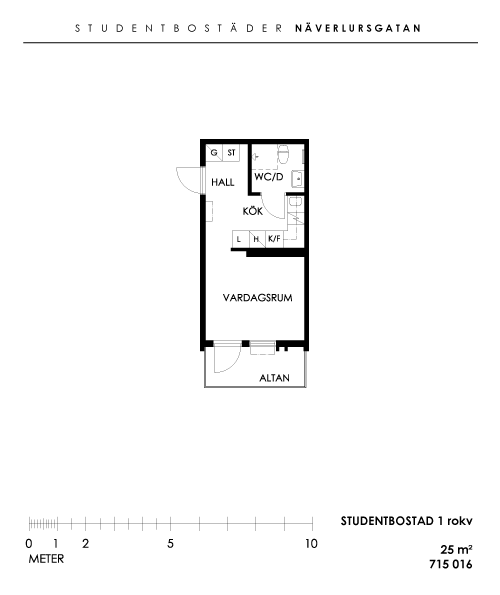 STUDENTBOSTÄDER NÄVERLURSGATAN
G ST
WC/D
HALL
KÖK
L H K/F
VARDAGSRUM
ALTAN
0 1 2 5 10
METER
STUDENTBOSTAD 1 rokv
25 m²
715 016